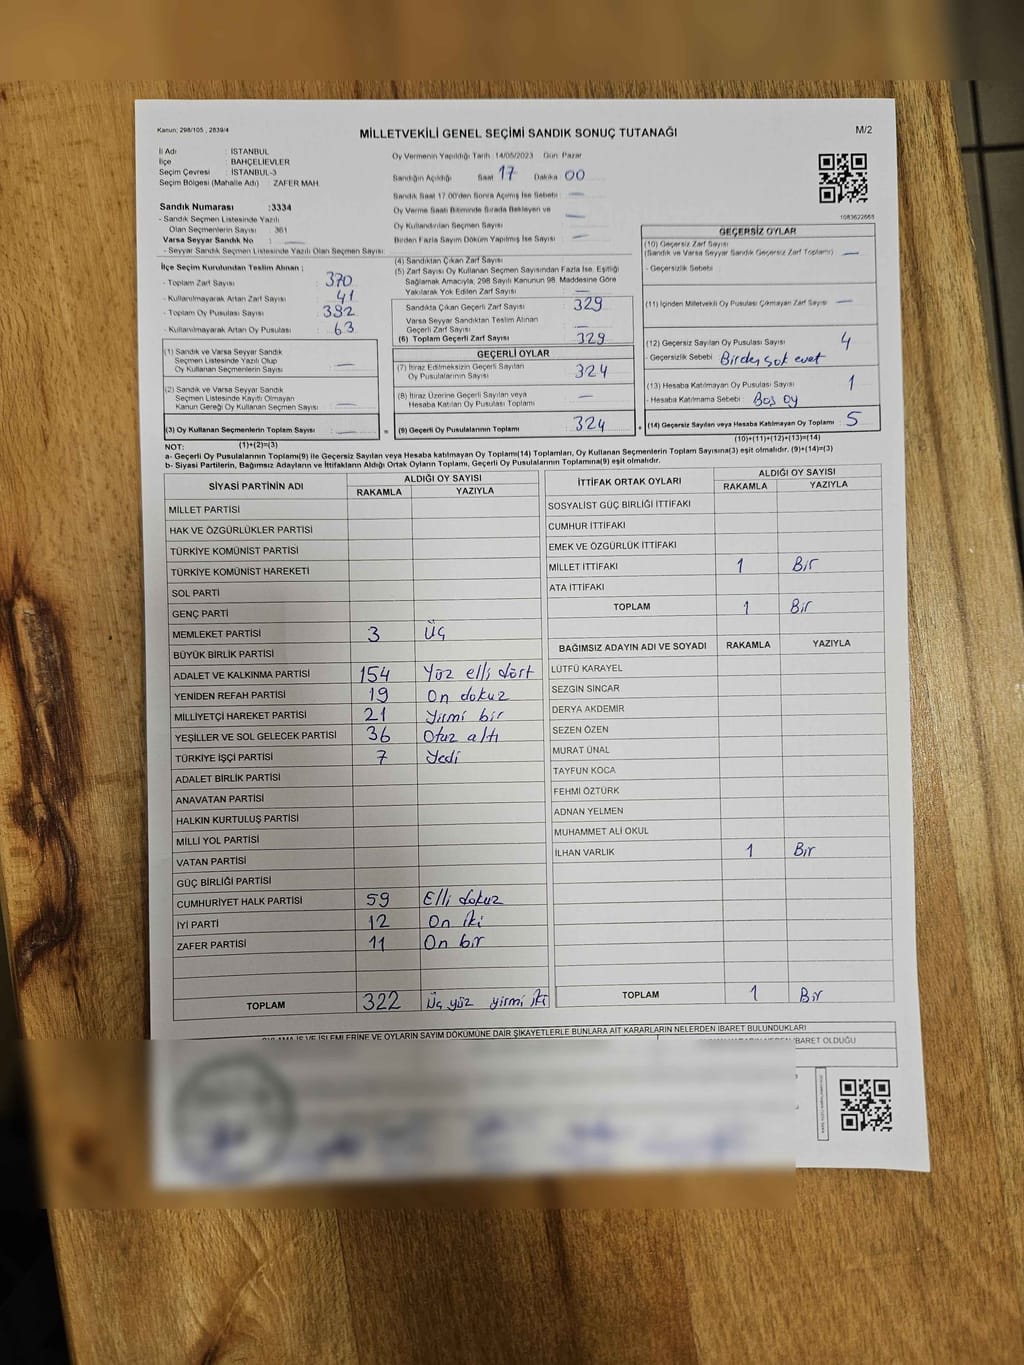 Kanun; 298/105 , 2839/4
MİLLETVEKİLİ GENEL SEÇİMİ SANDIK SONUÇ TUTANAĞI
M/2
İl Adı : İSTANBUL
İlçe : BAHÇELİEVLER
Seçim Çevresi : İSTANBUL-3
Seçim Bölgesi (Mahalle Adı) : ZAFER MAH.
Sandık Numarası :3334
- Sandık Seçmen Listesinde Yazılı
Olan Seçmenlerin Sayısı : 361
Varsa Seyyar Sandık No :
- Seyyar Sandık Seçmen Listesinde Yazılı Olan Seçmen Sayısı:
İlçe Seçim Kurulundan Teslim Alınan ;
- Toplam Zarf Sayısı : 370
- Kullanılmayarak Artan Zarf Sayısı : 41
- Toplam Oy Pusulası : 392
- Kullanılmayarak Artan Oy Pusulası : 63
(1) Sandık ve Varsa Seyyar Sandık
Seçmen Listesinde Yazılı Olup
Oy Kullanan Seçmenlerin Sayısı : —
(2) Sandık ve Varsa Seyyar Sandık
Seçmen Listesinde Kayıtlı Olmayan
Kanun Gereği Oy Kullanan Seçmen Sayısı : —
(3) Oy Kullanan Seçmenlerin Toplam Sayısı : —
Oy Vermenin Yapıldığı Tarih :14/05/2023 Gün Pazar
Sandığın Açıldığı Saat 17 Dakika 00
Sandık Saat 17.00'den Sonra Açılmış İse Sebebi : —
Oy Verme Saati Bitiminde Sırada Bekleyen ve
Oy Kullandırılan Seçmen Sayısı : —
Birden Fazla Sayım Döküm Yapılmış İse Sayısı : —
(4) Sandıktan Çıkan Zarf Sayısı :
(5) Zarf Sayısı Oy Kullanan Seçmen Sayısından Fazla İse, Eşitliği
Sağlamak Amacıyla, 298 Sayılı Kanunun 98. Maddesine Göre
Yakılarak Yok Edilen Zarf Sayısı : —
Sandıkta Çıkan Geçerli Zarf Sayısı : 329
Varsa Seyyar Sandıktan Teslim Alınan
Geçerli Zarf Sayısı : —
(6) Toplam Geçerli Zarf Sayısı : 329
GEÇERLİ OYLAR
(7) İtiraz Edilmeksizin Geçerli Sayılan
Oy Pusulalarının Sayısı : 324
(8) İtiraz Üzerine Geçerli Sayılan veya
Hesaba Katılan Oy Pusulası Toplamı : —
= (9) Geçerli Oy Pusulalarının Toplamı : 324
1083622665
GEÇERSİZ OYLAR
(10) Geçersiz Zarf Sayısı
(Sandık ve Varsa Seyyar Sandık Geçersiz Zarf Toplamı) : —
- Geçersizlik Sebebi :
(11) İçinden Milletvekili Oy Pusulası Çıkmayan Zarf Sayısı : —
(12) Geçersiz Sayılan Oy Pusulası Sayısı : 4
- Geçersizlik Sebebi : Birden çok evet
(13) Hesaba Katılmayan Oy Pusulası Sayısı : 1
- Hesaba Katılmama Sebebi : Boş oy
+ (14) Geçersiz Sayılan veya Hesaba Katılmayan Oy Toplamı : 5
NOT: (1)+(2)=(3) (10)+(11)+(12)+(13)=(14)
a- Geçerli Oy Pusulalarının Toplamı(9) ile Geçersiz Sayılan veya Hesaba katılmayan Oy Toplamı(14) Toplamları, Oy Kullanan Seçmenlerin Toplam Sayısına(3) eşit olmalıdır. (9)+(14)=(3)
b- Siyasi Partilerin, Bağımsız Adayların ve İttifakların Aldığı Ortak Oyların Toplamı, Geçerli Oy Pusulalarının Toplamına(9) eşit olmalıdır.
SİYASİ PARTİNİN ADI ALDIĞI OY SAYISI
RAKAMLA YAZIYLA
MİLLET PARTİSİ
HAK VE ÖZGÜRLÜKLER PARTİSİ
TÜRKİYE KOMÜNİST PARTİSİ
TÜRKİYE KOMÜNİST HAREKETİ
SOL PARTİ
GENÇ PARTİ
MEMLEKET PARTİSİ 3 Üç
BÜYÜK BİRLİK PARTİSİ
ADALET VE KALKINMA PARTİSİ 154 Yüz elli dört
YENİDEN REFAH PARTİSİ 19 On dokuz
MİLLİYETÇİ HAREKET PARTİSİ 21 Yirmi bir
YEŞİLLER VE SOL GELECEK PARTİSİ 36 Otuz altı
TÜRKİYE İŞÇİ PARTİSİ 7 Yedi
ADALET BİRLİK PARTİSİ
ANAVATAN PARTİSİ
HALKIN KURTULUŞ PARTİSİ
MİLLİ YOL PARTİSİ
VATAN PARTİSİ
GÜÇ BİRLİĞİ PARTİSİ
CUMHURİYET HALK PARTİSİ 59 Elli dokuz
İYİ PARTİ 12 On iki
ZAFER PARTİSİ 11 On bir
TOPLAM 322 Üç yüz yirmi iki
İTTİFAK ORTAK OYLARI ALDIĞI OY SAYISI
RAKAMLA YAZIYLA
SOSYALİST GÜÇ BİRLİĞİ İTTİFAKI
CUMHUR İTTİFAKI
EMEK VE ÖZGÜRLÜK İTTİFAKI
MİLLET İTTİFAKI 1 Bir
ATA İTTİFAKI
TOPLAM 1 Bir
BAĞIMSIZ ADAYIN ADI VE SOYADI RAKAMLA YAZIYLA
LÜTFÜ KARAYEL
SEZGİN SİNCAR
DERYA AKDEMİR
SEZEN ÖZEN
MURAT ÜNAL
TAYFUN KOCA
FEHMİ ÖZTÜRK
ADNAN YELMEN
MUHAMMET ALİ OKUL
İLHAN VARLIK 1 Bir
TOPLAM 1 Bir
OYLAMA İŞ VE İŞLEMLERİNE VE OYLARIN SAYIM DÖKÜMÜNE DAİR ŞİKAYETLERLE BUNLARA AİT KARARLARIN NELERDEN İBARET BULUNDUKLARI
İBARET OLDUĞU